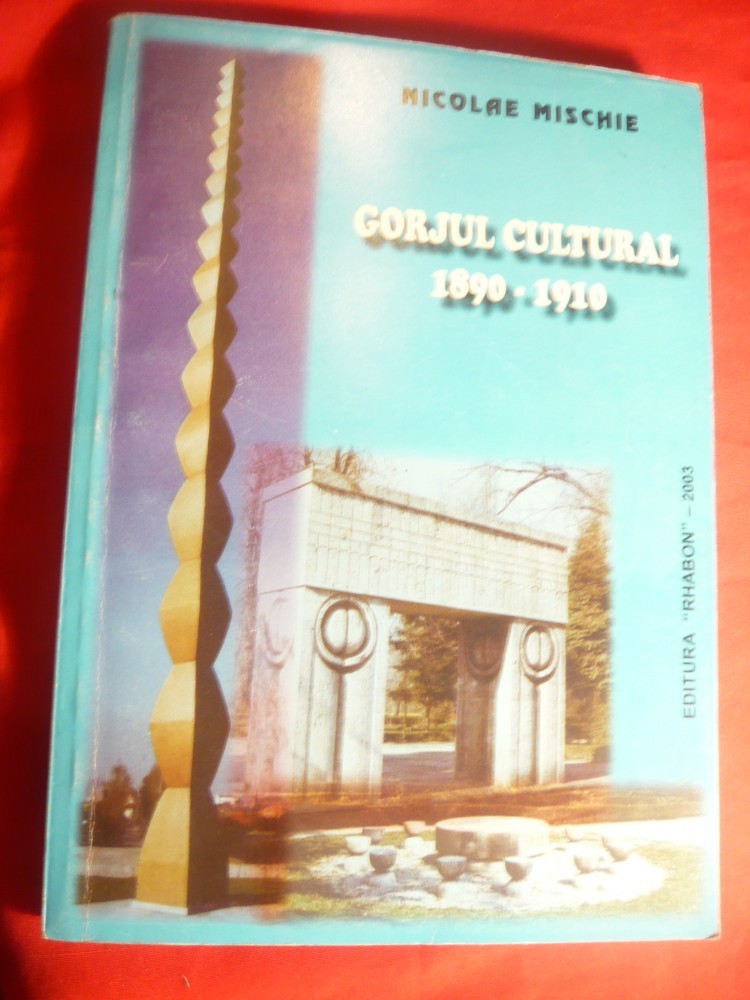 NICOLAE MISCHIE
GORJUL CULTURAL
1890 - 1910
EDITURA "RHABON" - 2003